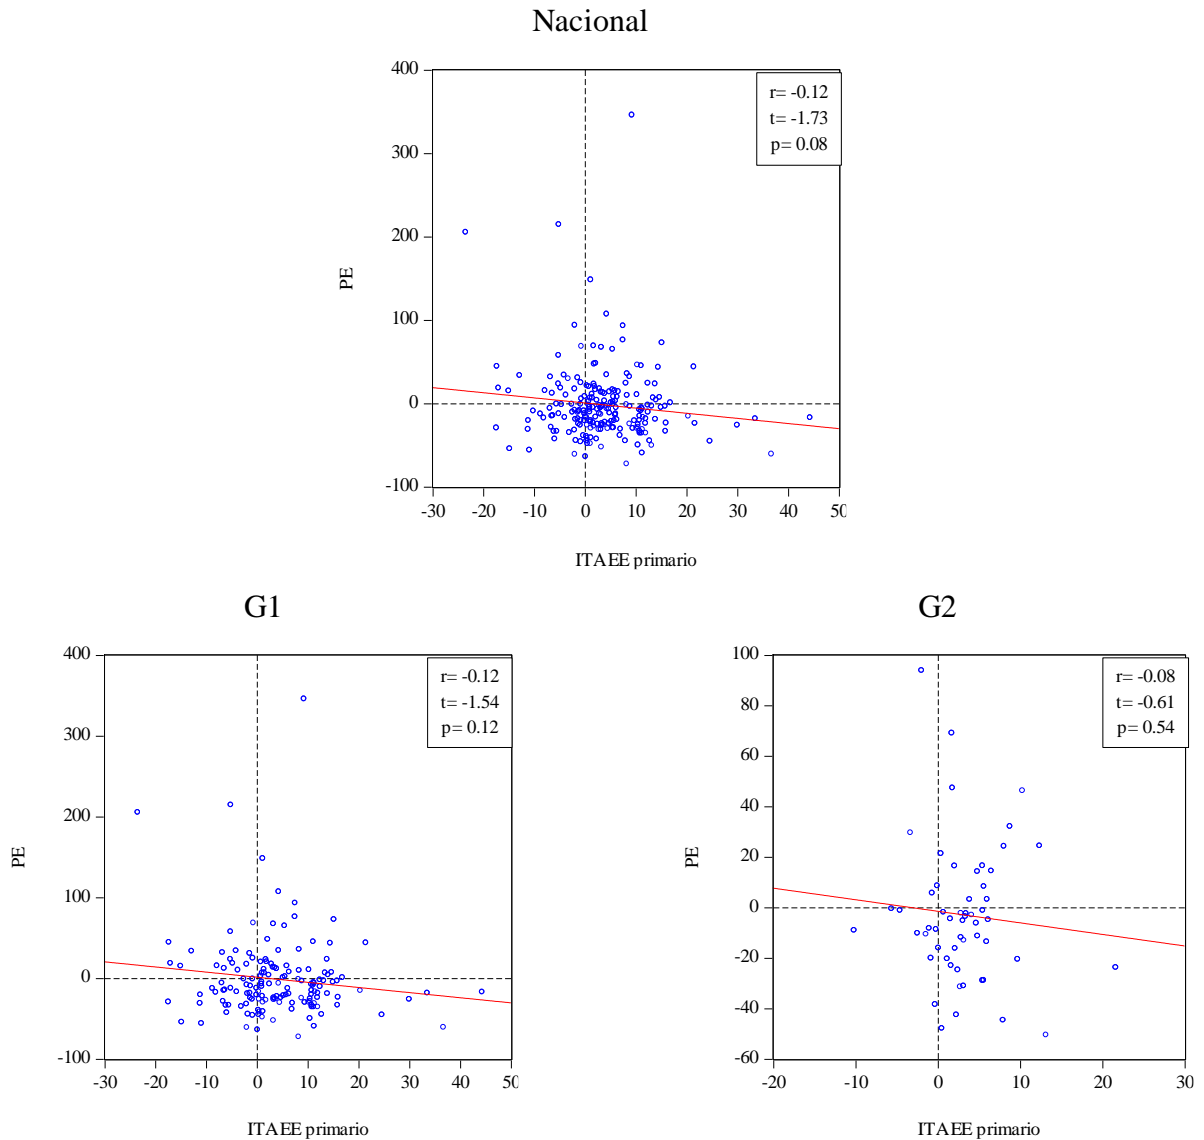 Nacional
400
300
200
100
0
-100
PE
r= -0.12
t= -1.73
p= 0.08
-30 -20 -10 0 10 20 30 40 50
ITAEE primario
G1
400
300
200
100
0
-100
PE
r= -0.12
t= -1.54
p= 0.12
-30 -20 -10 0 10 20 30 40 50
ITAEE primario
G2
100
80
60
40
20
0
-20
-40
-60
PE
r= -0.08
t= -0.61
p= 0.54
-20 -10 0 10 20 30
ITAEE primario